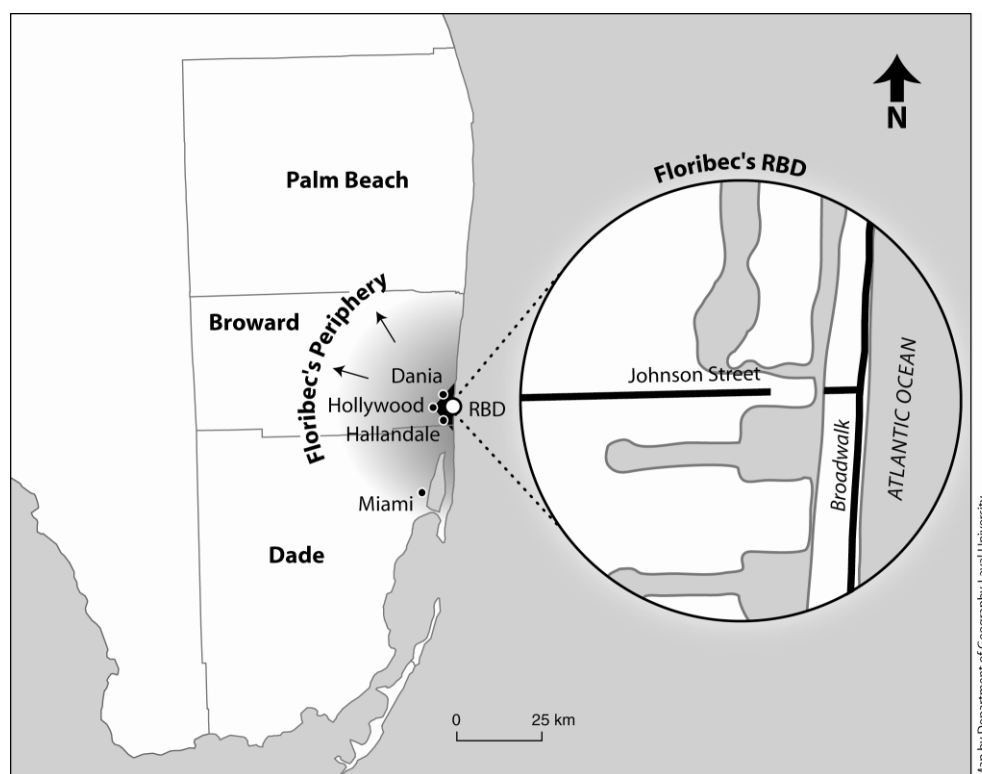 N
Palm Beach
Broward
Floribec's Periphery
Dania
Hollywood
RBD
Hallandale
Miami
Dade
0 25 km
Floribec's RBD
Johnson Street
Broadwalk
ATLANTIC OCEAN
Map by Department of Geography Laval University